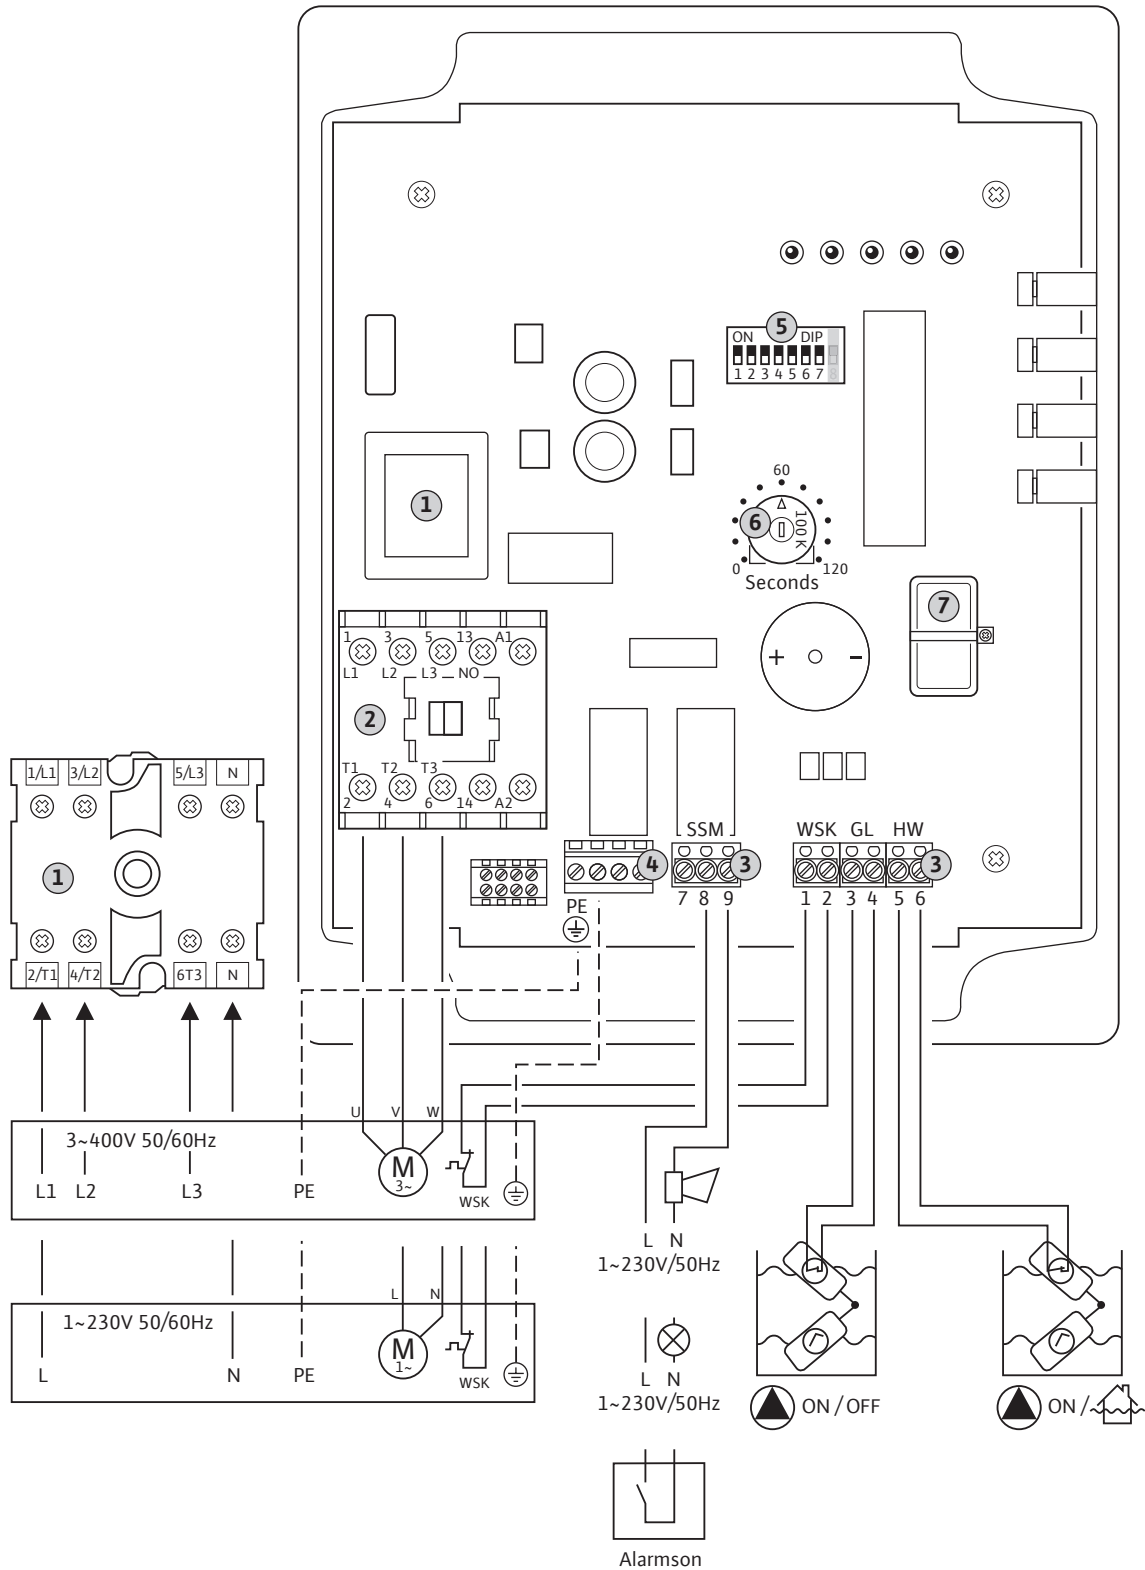 5
ON DIP
1 2 3 4 5 6 7 8
1
60
6
100 K
0 120
Seconds
7
1 3 5 13 A1
L1 L2 L3 NO
2
+ -
T1 T2 T3
2 4 6 14 A2
1/L1 3/L2 5/L3 N
1
2/T1 4/T2 6T3 N
SSM WSK GL HW
4 3 3
7 8 9 1 2 3 4 5 6
PE
U V W
3~400V 50/60Hz
M
3~
L1 L2 L3 PE
WSK
L N
1~230V/50Hz
L N
1~230V 50/60Hz
M
1~
L N PE
WSK
L N
1~230V/50Hz
ON / OFF
ON /
Alarmson